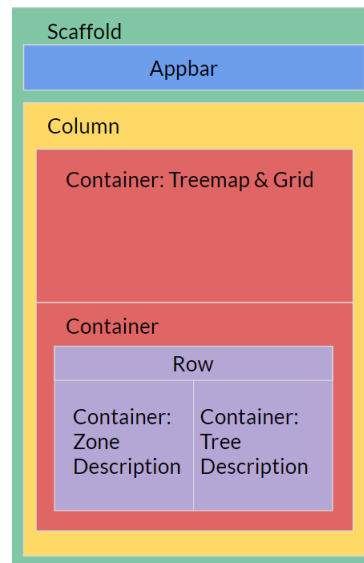 Scaffold
Appbar
Column
Container: Treemap & Grid
Container
Row
Container:
Zone
Description
Container:
Tree
Description